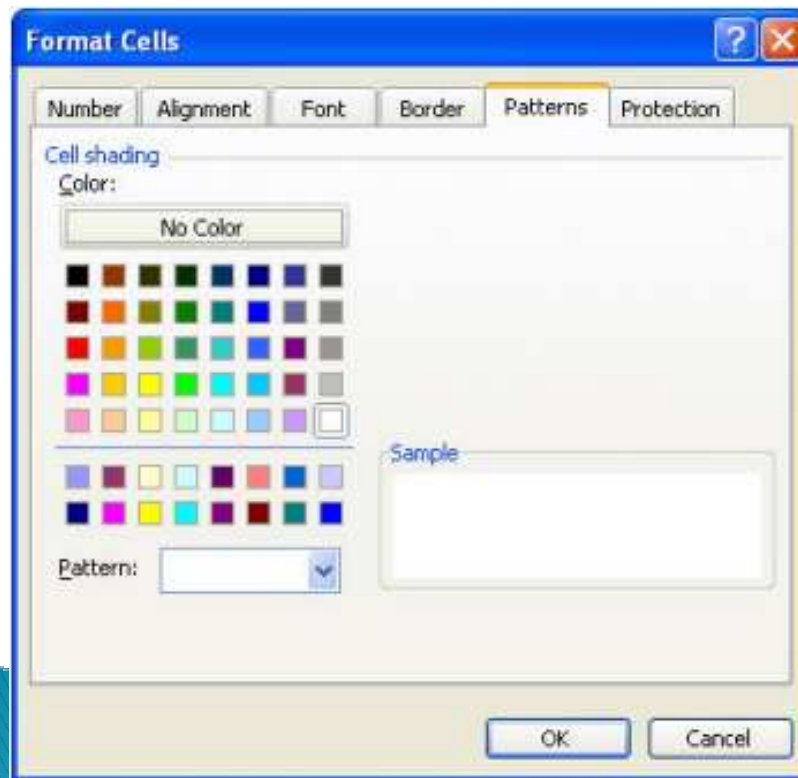 Format Cells
?
Number Alignment Font Border Patterns Protection
Cell shading
Color:
No Color
Sample
Pattern:
OK Cancel